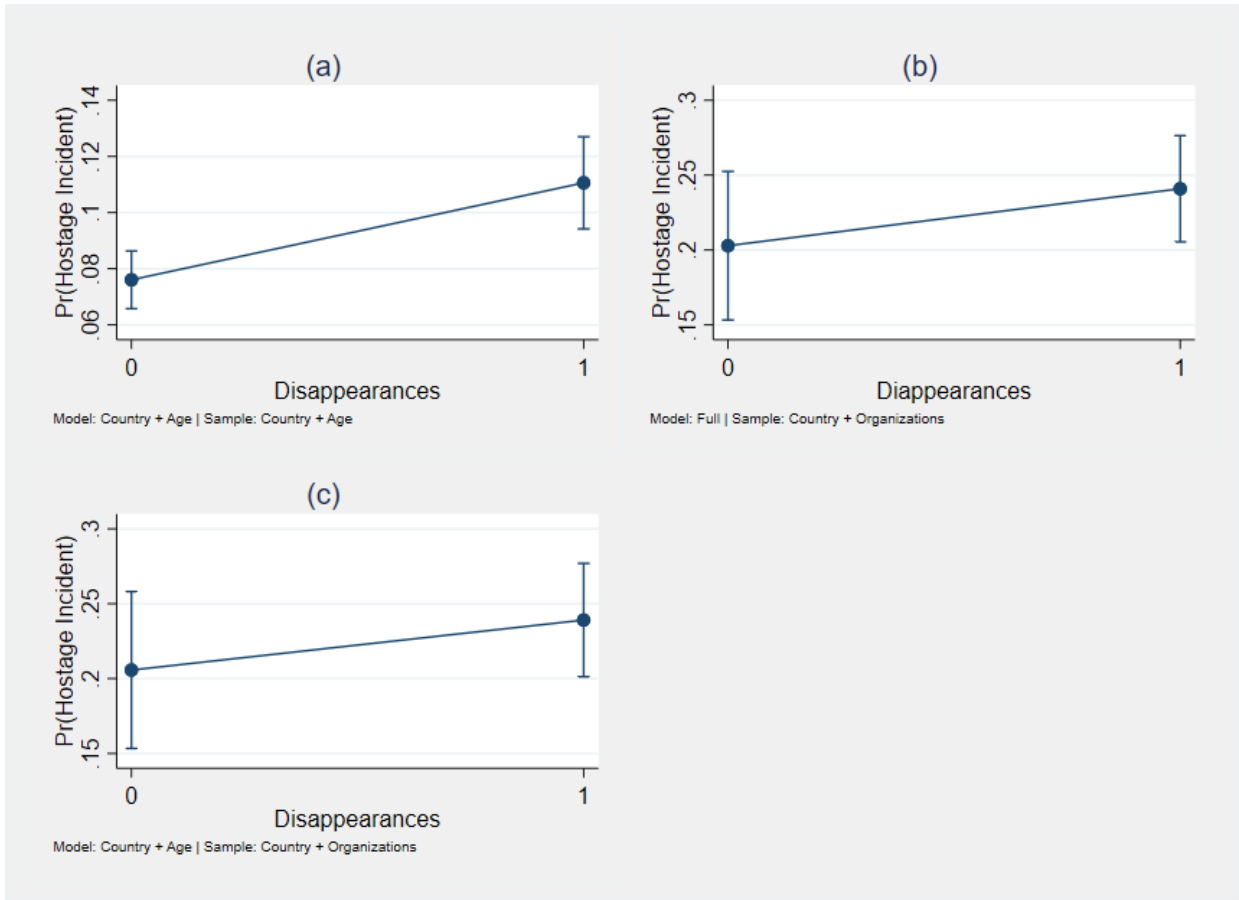 (a)
Pr(Hostage Incident)
.14
.12
.1
.08
.06
0
1
Disappearances
Model: Country + Age | Sample: Country + Age
(b)
Pr(Hostage Incident)
.3
.25
.2
.15
0
1
Diappearances
Model: Full | Sample: Country + Organizations
(c)
Pr(Hostage Incident)
.3
.25
.2
.15
0
1
Disappearances
Model: Country + Age | Sample: Country + Organizations